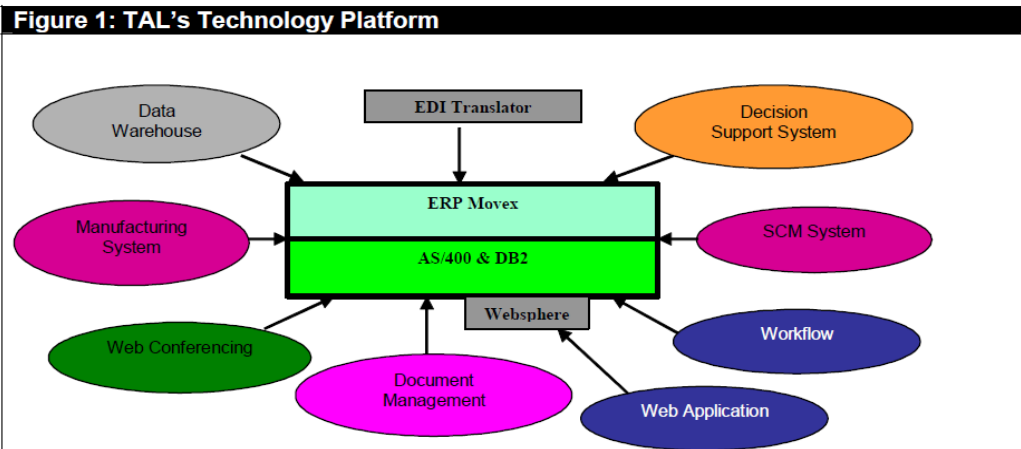 Figure 1: TAL's Technology Platform
Data
Warehouse
EDI Translator
Decision
Support System
ERP Movex
Manufacturing
System
SCM System
AS/400 & DB2
Websphere
Workflow
Web Conferencing
Document
Management
Web Application